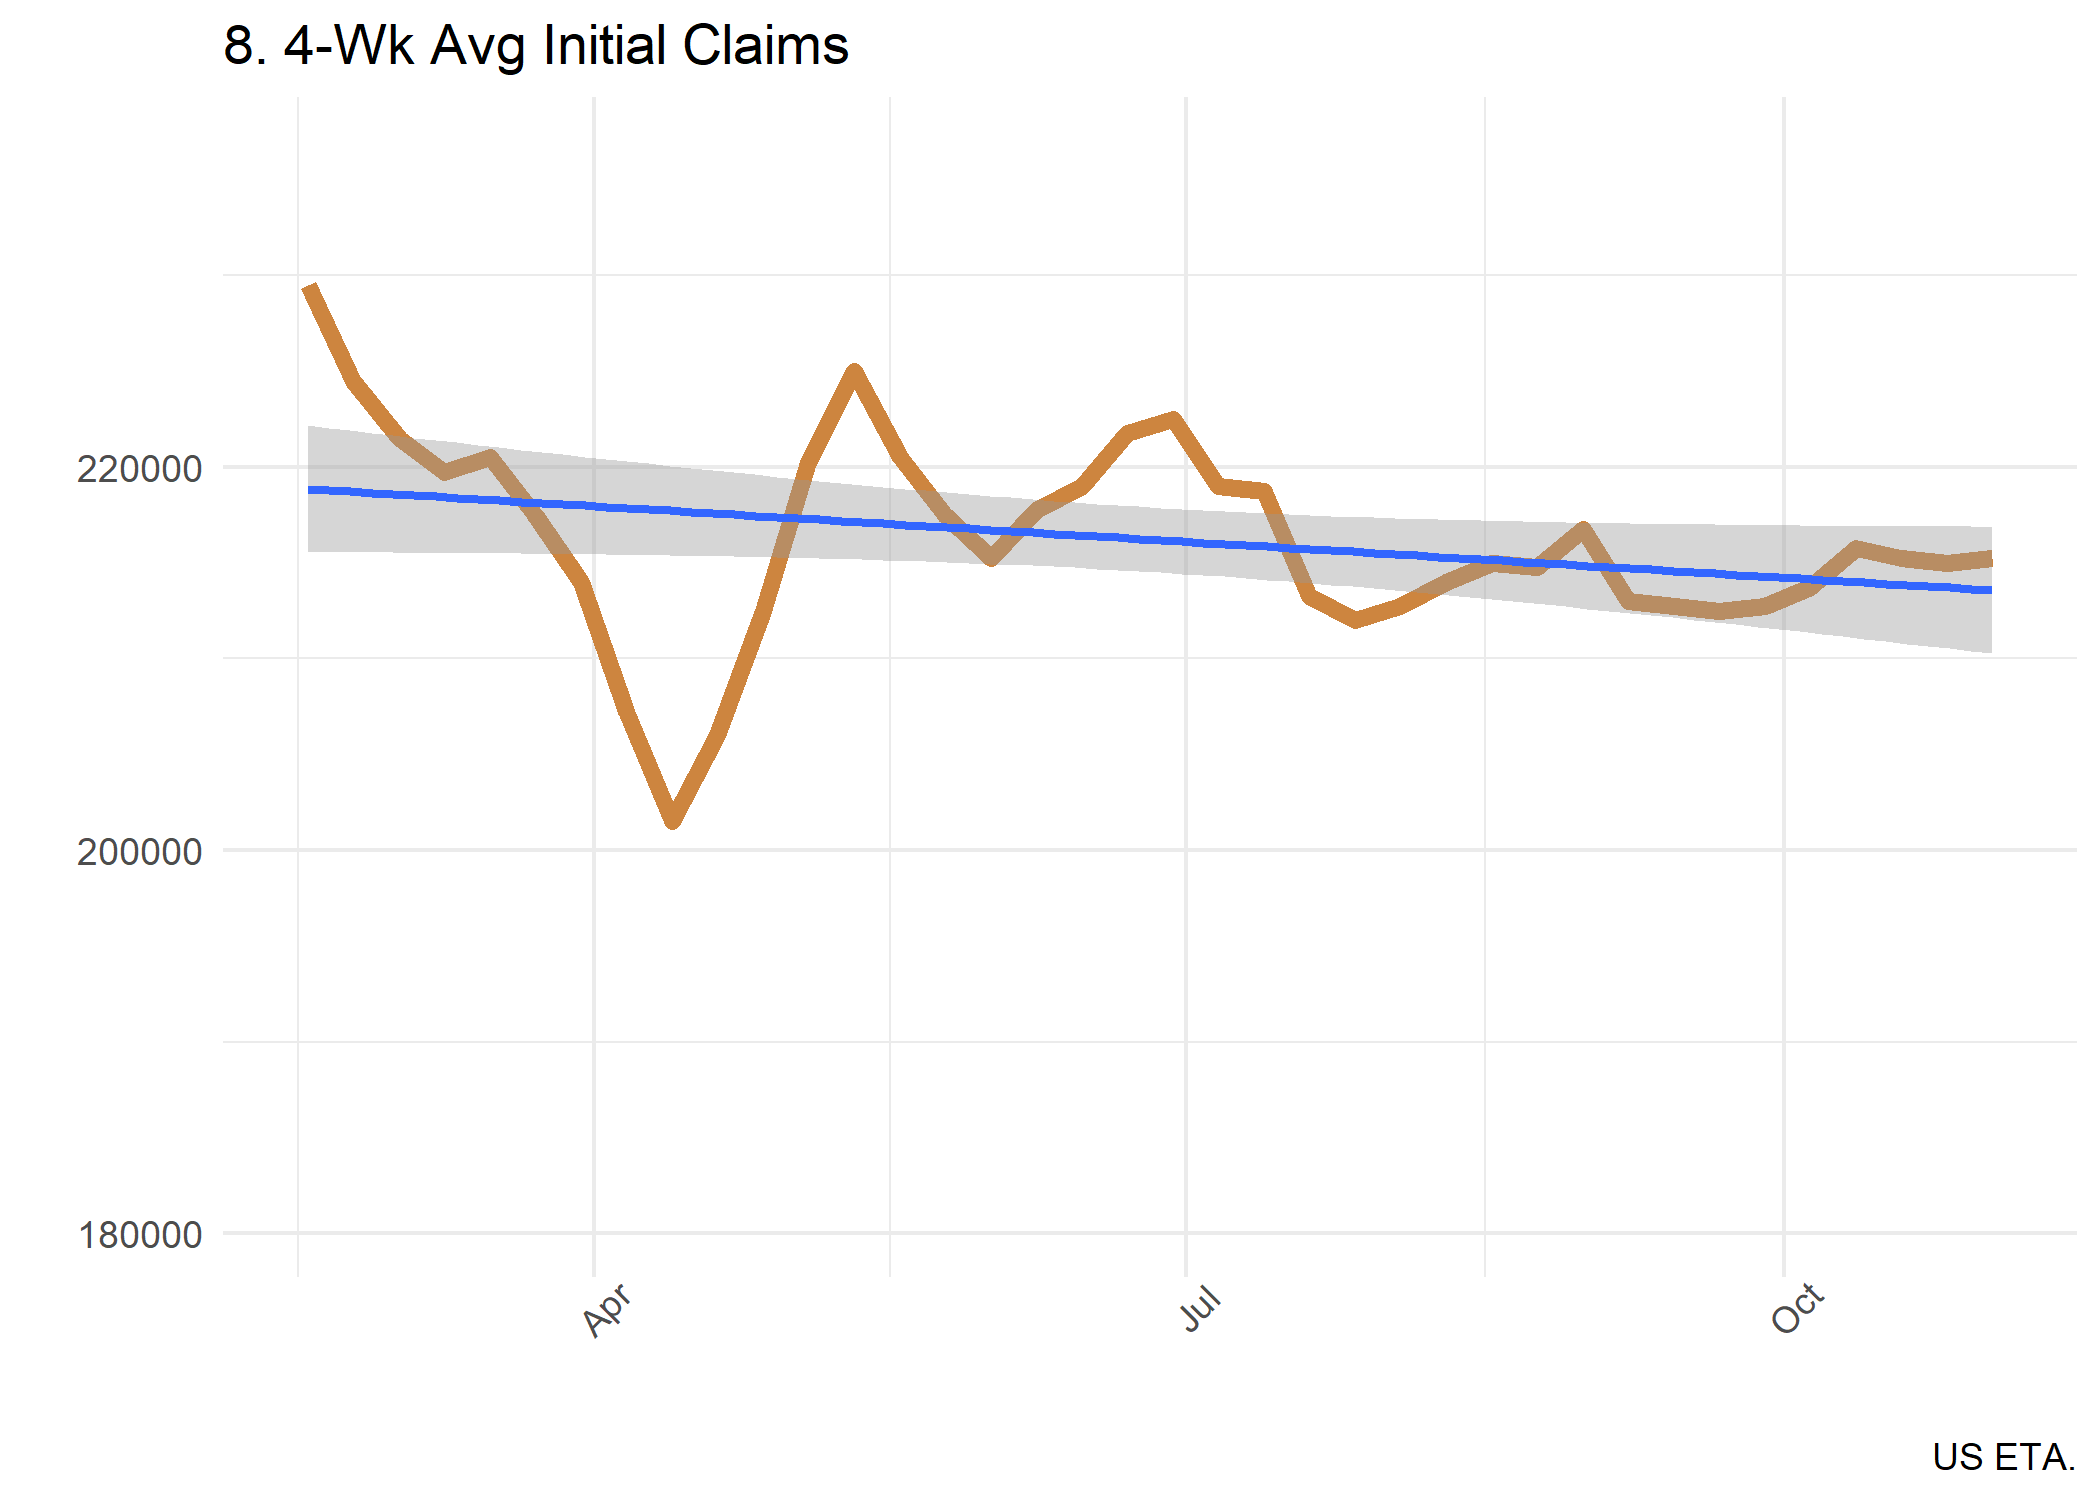 8. 4-Wk Avg Initial Claims
220000
200000
180000
Apr
Jul
Oct
US ETA.